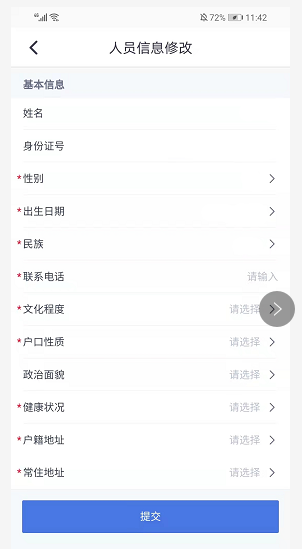 46 72% 11:42
人员信息修改
基本信息
姓名
身份证号
*性别
*出生日期
*民族
*联系电话 请输入
*文化程度 请选择
*户口性质 请选择
政治面貌 请选择
*健康状况 请选择
*户籍地址 请选择
*常住地址 请选择
提交